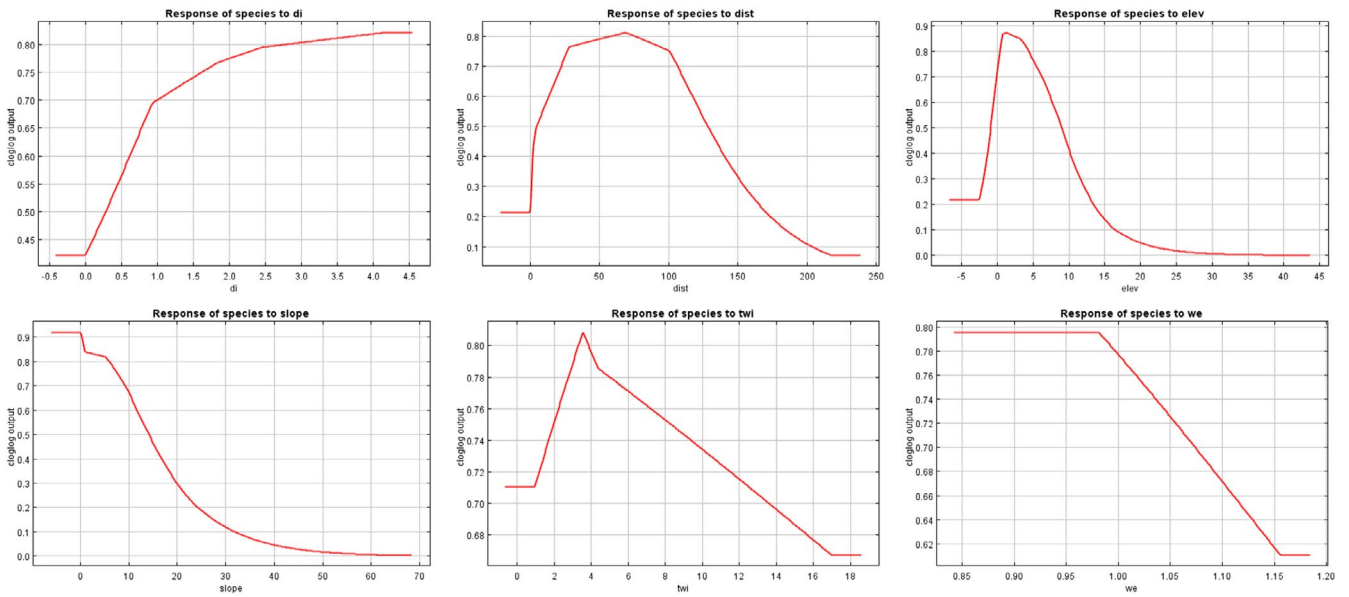 Response of species to di
cloglog output
0.80
0.75
0.70
0.65
0.60
0.55
0.50
0.45
-0.5 0.0 0.5 1.0 1.5 2.0 2.5 3.0 3.5 4.0 4.5
di
Response of species to dist
cloglog output
0.8
0.7
0.6
0.5
0.4
0.3
0.2
0.1
0 50 100 150 200 250
dist
Response of species to elev
cloglog output
0.9
0.8
0.7
0.6
0.5
0.4
0.3
0.2
0.1
0.0
-5 0 5 10 15 20 25 30 35 40 45
elev
Response of species to slope
cloglog output
0.9
0.8
0.7
0.6
0.5
0.4
0.3
0.2
0.1
0.0
0 10 20 30 40 50 60 70
slope
Response of species to twi
cloglog output
0.80
0.78
0.76
0.74
0.72
0.70
0.68
0 2 4 6 8 10 12 14 16 18
twi
Response of species to we
cloglog output
0.80
0.78
0.76
0.74
0.72
0.70
0.68
0.66
0.64
0.62
0.85 0.90 0.95 1.00 1.05 1.10 1.15 1.20
we